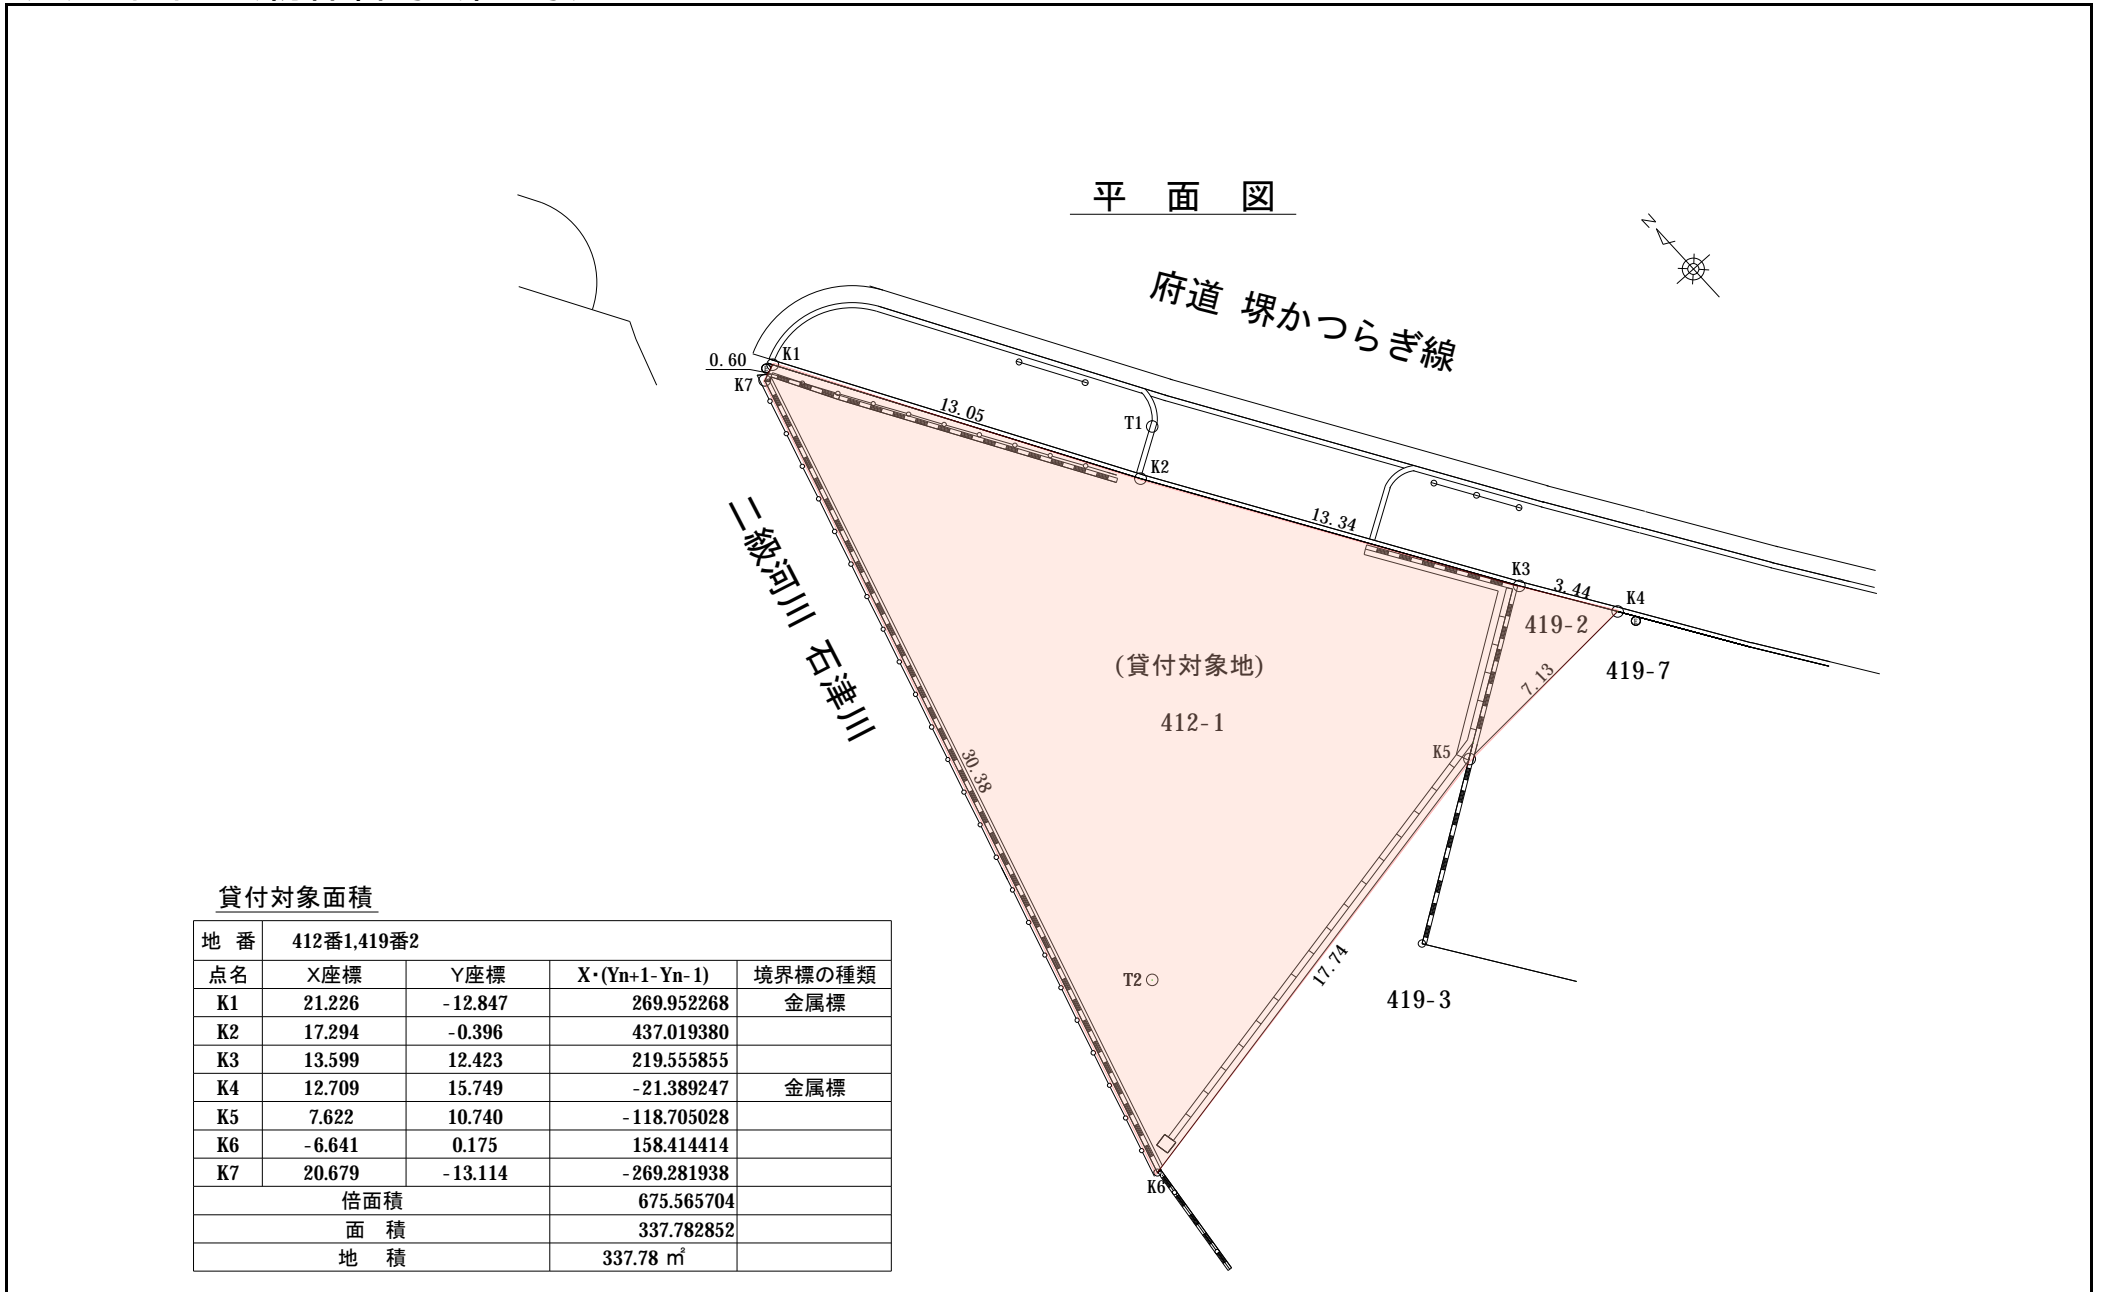 平 面 図
N
府道 堺かつらぎ線
0.60
K1
K7
13.05
T1
K2
13.34
K3
3.44
K4
419-2
419-7
7.13
二級河川 石津川
(貸付対象地)
412-1
K5
30.38
17.74
T2
419-3
K6
貸付対象面積
地 番 412番1,419番2
点名 X座標 Y座標 X・(Yn+1-Yn-1) 境界標の種類
K1 21.226 -12.847 269.952268 金属標
K2 17.294 -0.396 437.019380
K3 13.599 12.423 219.555855
K4 12.709 15.749 -21.389247 金属標
K5 7.622 10.740 -118.705028
K6 -6.641 0.175 158.414414
K7 20.679 -13.114 -269.281938
倍面積 675.565704
面 積 337.782852
地 積 337.78 ㎡